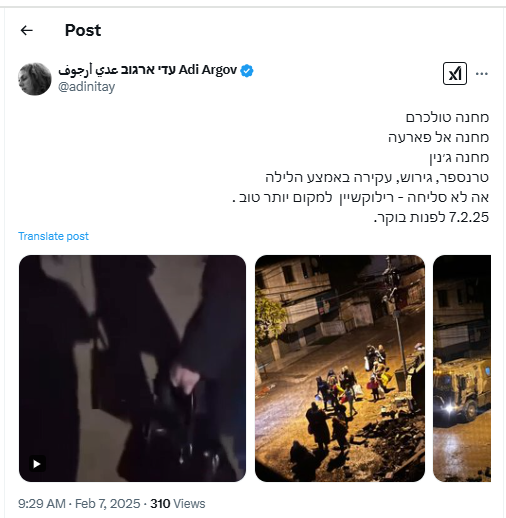 Post
עדי ארגוב عدي أرجوف Adi Argov
@adinitay
מחנה טולכרם
מחנה אל פארעה
מחנה ג'נין
טרנספר, גירוש, עקירה באמצע הלילה
אה לא סליחה - רילוקשיין למקום יותר טוב .
7.2.25 לפנות בוקר.
Translate post
9:29 AM · Feb 7, 2025 · 310 Views